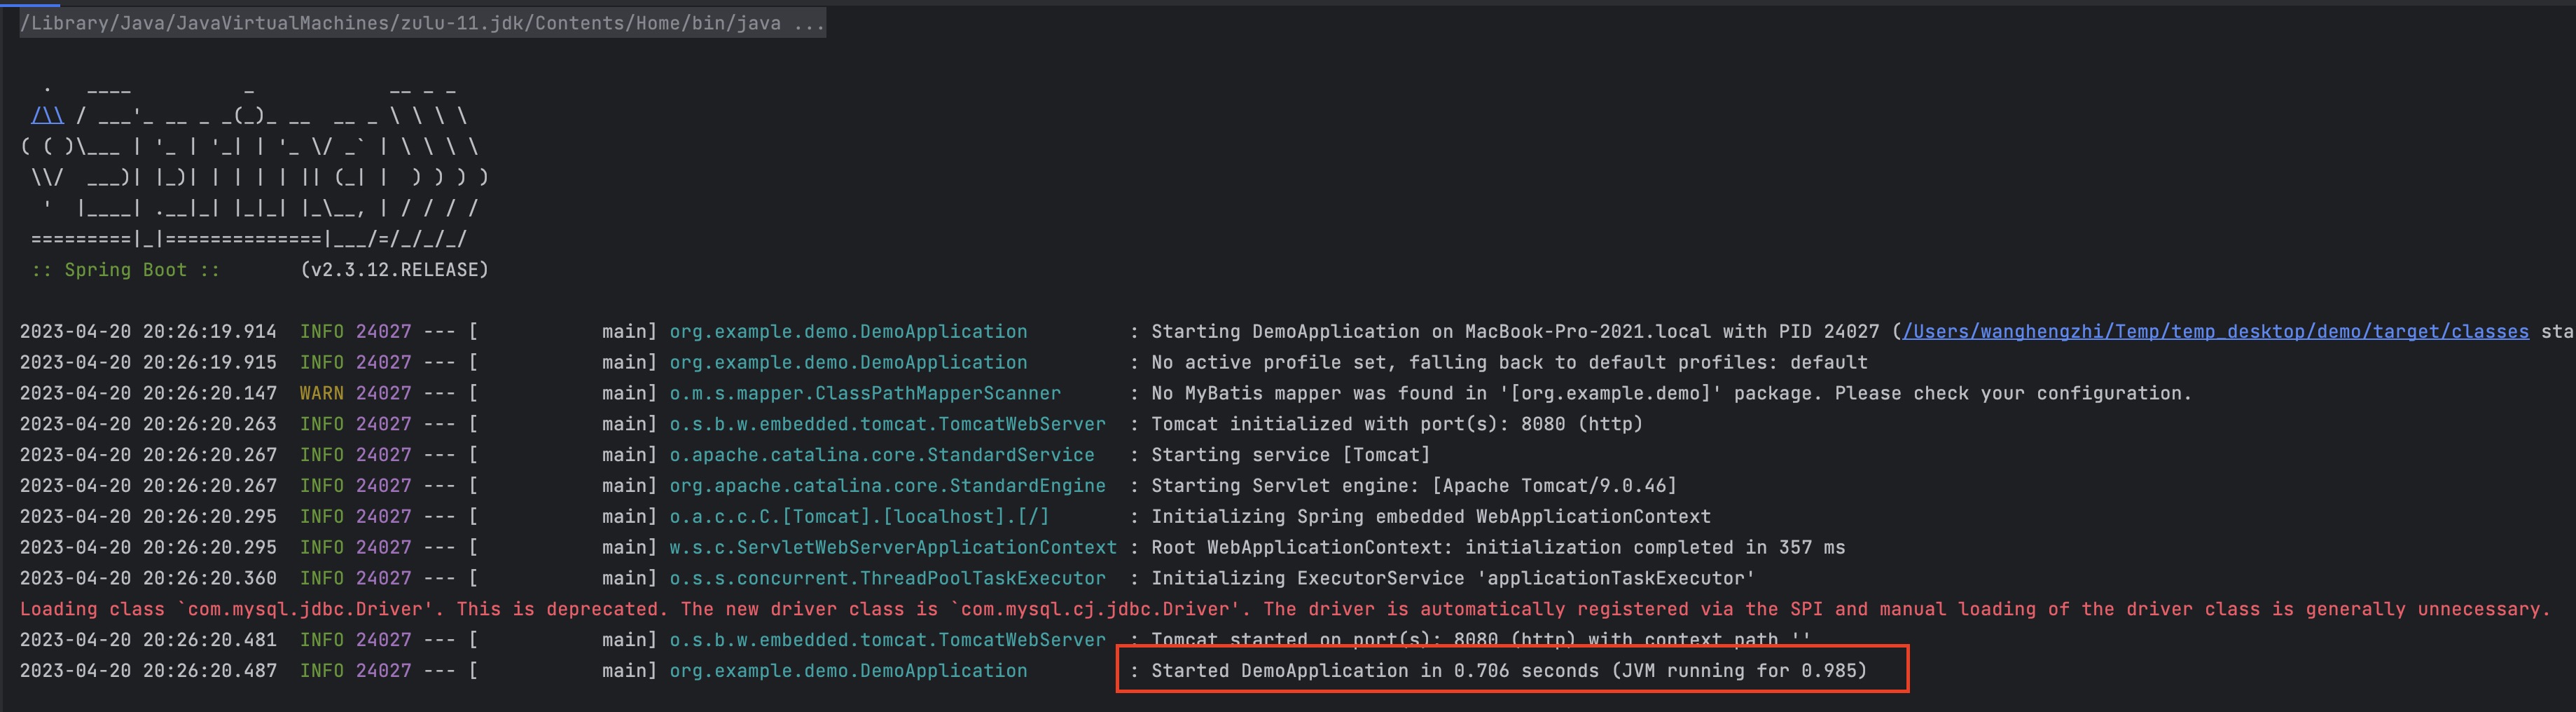 /Library/Java/JavaVirtualMachines/zulu-11.jdk/Contents/Home/bin/java ...
  .   ____          _            __ _ _
 /\\ / ___'_ __ _ _(_)_ __  __ _ \ \ \ \
( ( )\___ | '_ | '_| | '_ \/ _` | \ \ \ \
 \\/  ___)| |_)| | | | | || (_| |  ) ) ) )
  '  |____| .__|_| |_|_| |_\__, | / / / /
 =========|_|==============|___/=/_/_/_/
 :: Spring Boot ::       (v2.3.12.RELEASE)
2023-04-20 20:26:19.914  INFO 24027 --- [           main] org.example.demo.DemoApplication         : Starting DemoApplication on MacBook-Pro-2021.local with PID 24027 (/Users/wanghengzhi/Temp/temp_desktop/demo/target/classes sta
2023-04-20 20:26:19.915  INFO 24027 --- [           main] org.example.demo.DemoApplication         : No active profile set, falling back to default profiles: default
2023-04-20 20:26:20.147  WARN 24027 --- [           main] o.m.s.mapper.ClassPathMapperScanner      : No MyBatis mapper was found in '[org.example.demo]' package. Please check your configuration.
2023-04-20 20:26:20.263  INFO 24027 --- [           main] o.s.b.w.embedded.tomcat.TomcatWebServer  : Tomcat initialized with port(s): 8080 (http)
2023-04-20 20:26:20.267  INFO 24027 --- [           main] o.apache.catalina.core.StandardService   : Starting service [Tomcat]
2023-04-20 20:26:20.267  INFO 24027 --- [           main] org.apache.catalina.core.StandardEngine  : Starting Servlet engine: [Apache Tomcat/9.0.46]
2023-04-20 20:26:20.295  INFO 24027 --- [           main] o.a.c.c.C.[Tomcat].[localhost].[/]       : Initializing Spring embedded WebApplicationContext
2023-04-20 20:26:20.295  INFO 24027 --- [           main] w.s.c.ServletWebServerApplicationContext : Root WebApplicationContext: initialization completed in 357 ms
2023-04-20 20:26:20.360  INFO 24027 --- [           main] o.s.s.concurrent.ThreadPoolTaskExecutor  : Initializing ExecutorService 'applicationTaskExecutor'
Loading class `com.mysql.jdbc.Driver'. This is deprecated. The new driver class is `com.mysql.cj.jdbc.Driver'. The driver is automatically registered via the SPI and manual loading of the driver class is generally unnecessary.
2023-04-20 20:26:20.481  INFO 24027 --- [           main] o.s.b.w.embedded.tomcat.TomcatWebServer  : Tomcat started on port(s): 8080 (http) with context path ''
2023-04-20 20:26:20.487  INFO 24027 --- [           main] org.example.demo.DemoApplication         : Started DemoApplication in 0.706 seconds (JVM running for 0.985)